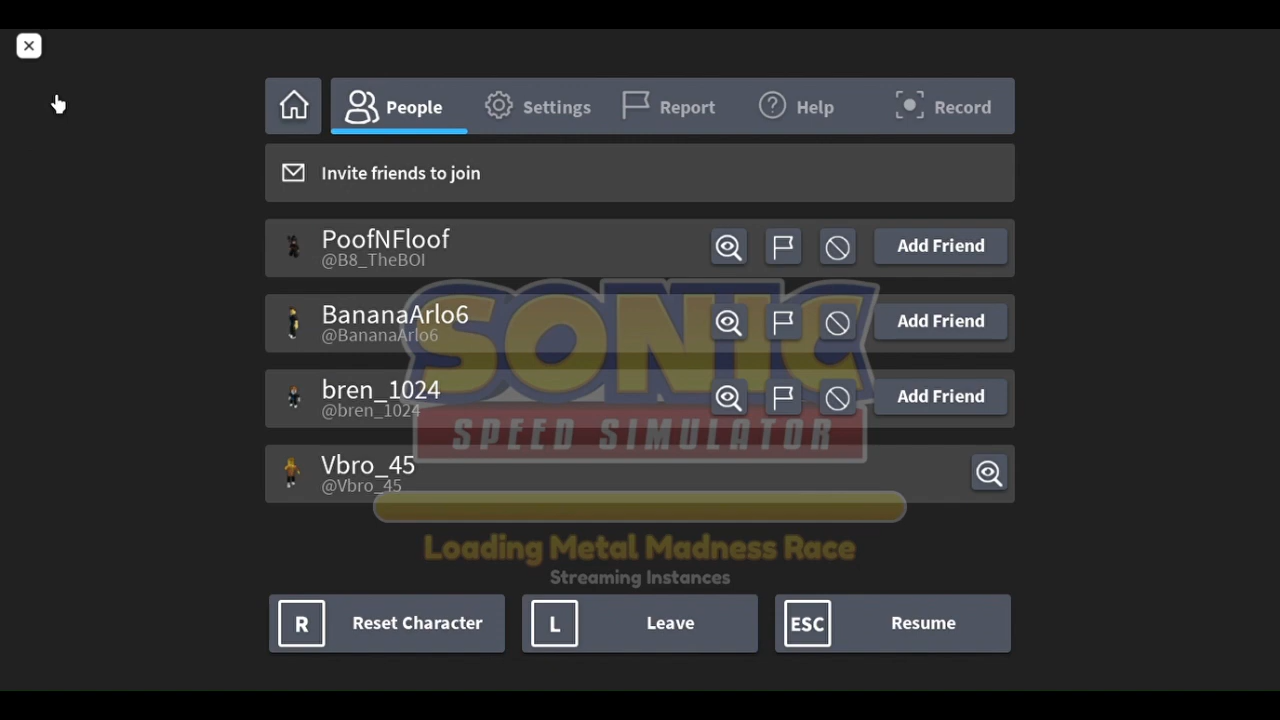 People
Settings
Report
Help
Record
Invite friends to join
PoofNFloof
@B8_TheBOI
Add Friend
BananaArlo6
@BananaArlo6
Add Friend
bren_1024
@bren_1024
Add Friend
Vbro_45
@Vbro_45
SONIC
SPEED SIMULATOR
Loading Metal Madness Race
Streaming Instances
R Reset Character
L Leave
ESC Resume